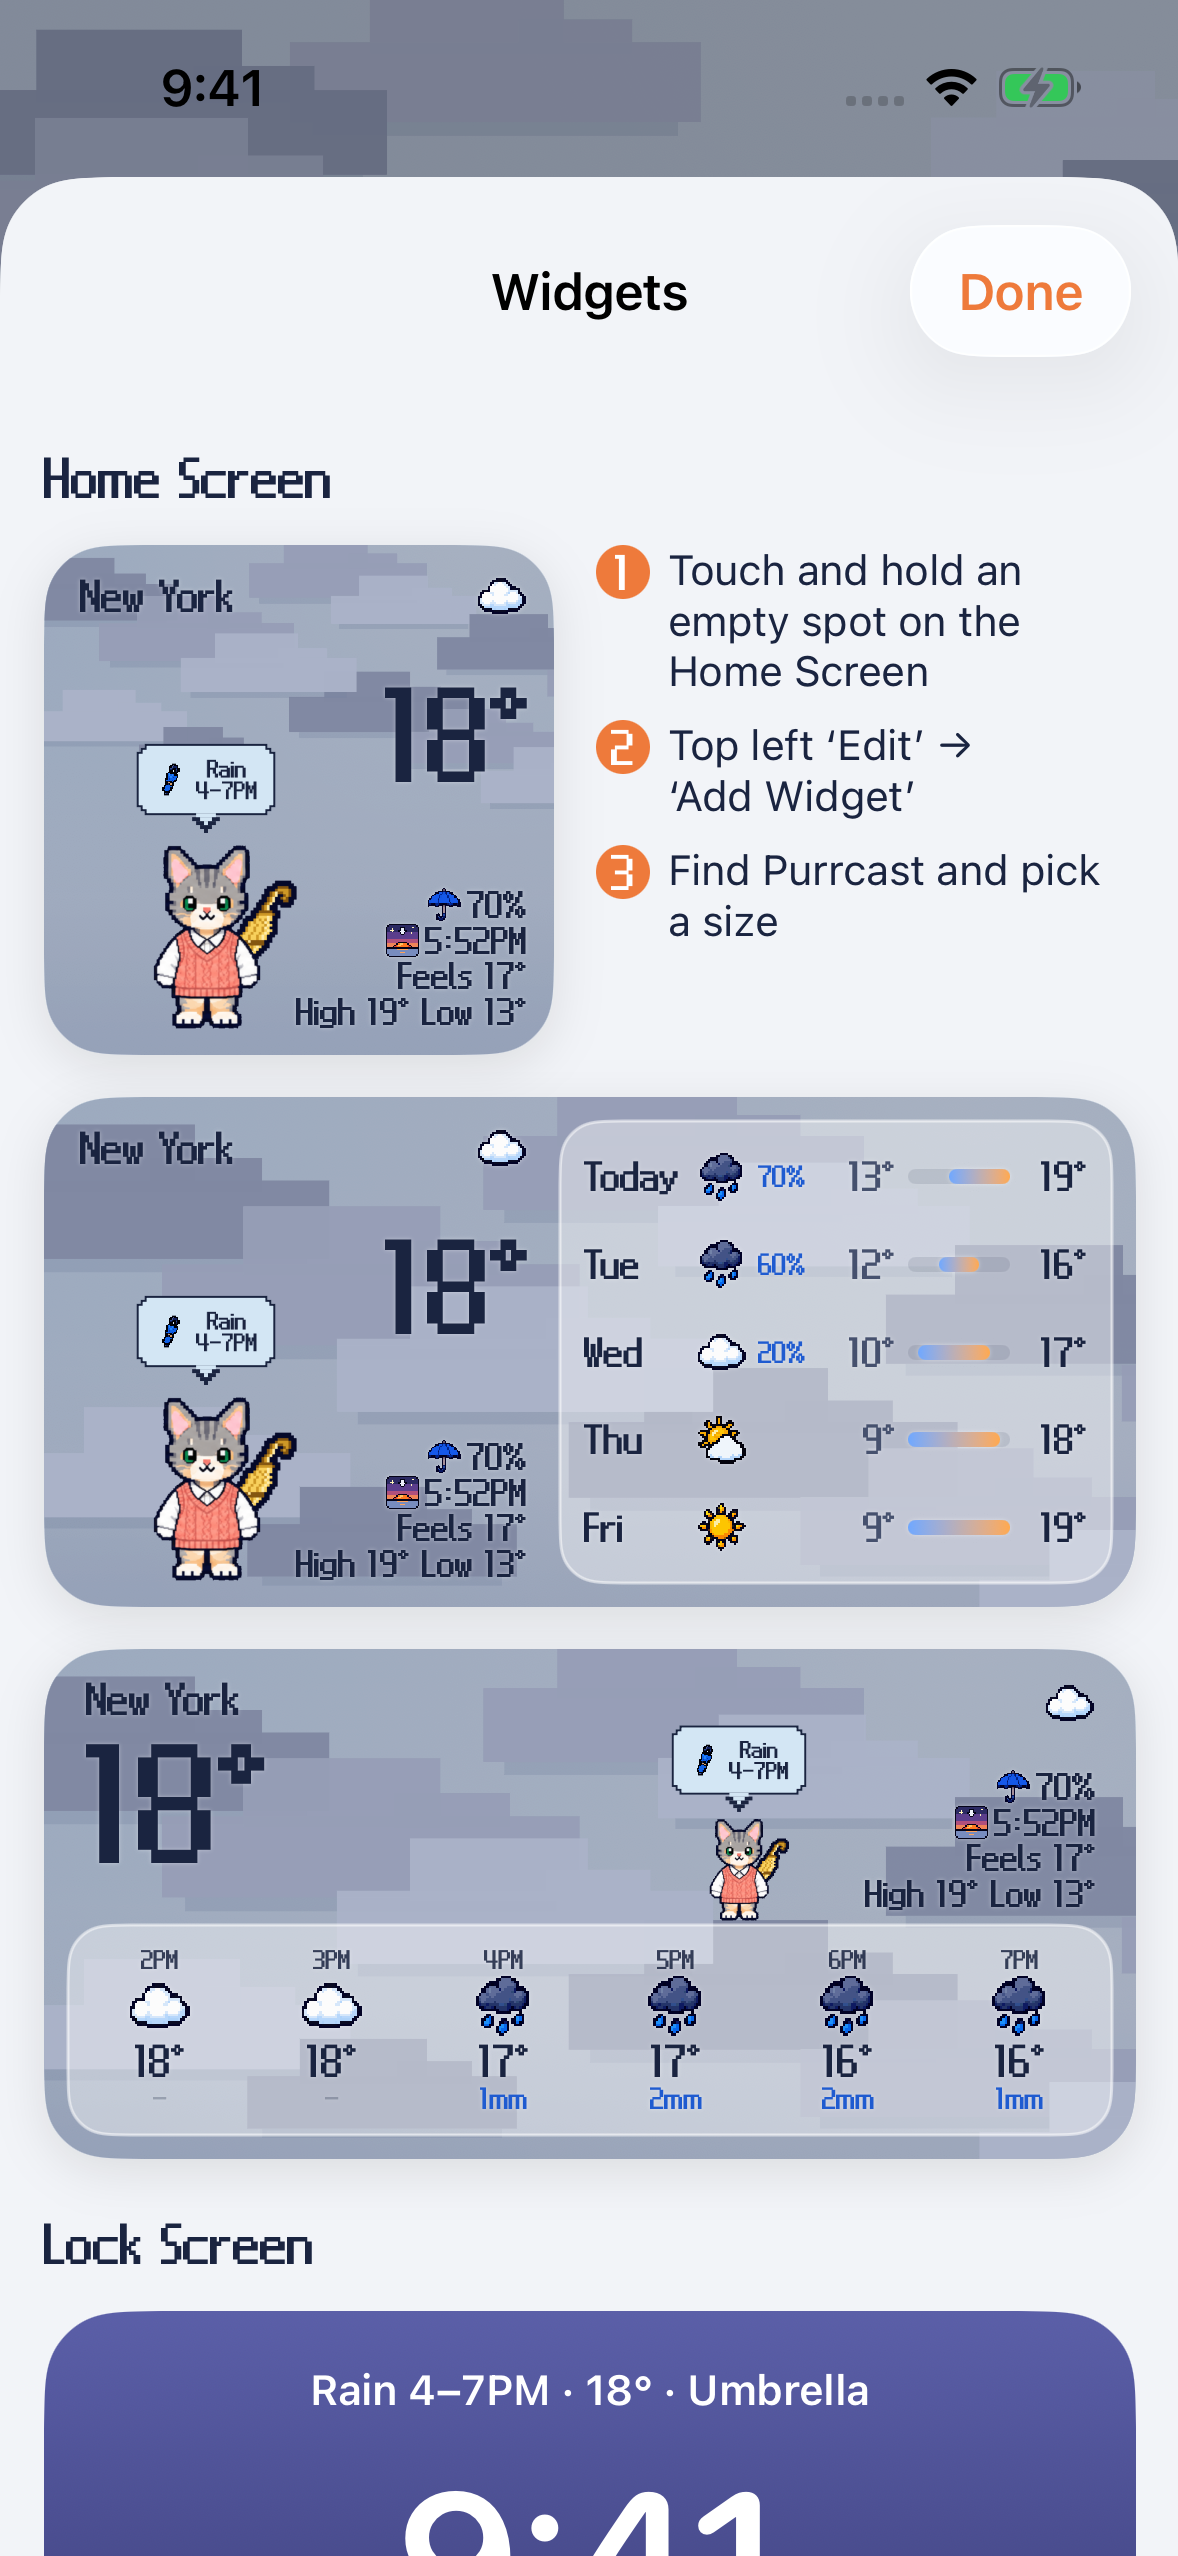 9:41
Widgets
Done
Home Screen
New York
18°
Rain
4–7PM
70%
5:52PM
Feels 17°
High 19° Low 13°
1 Touch and hold an
empty spot on the
Home Screen
2 Top left ‘Edit’ →
‘Add Widget’
3 Find Purrcast and pick
a size
New York
18°
Rain
4–7PM
70%
5:52PM
Feels 17°
High 19° Low 13°
Today 70% 13° 19°
Tue 60% 12° 16°
Wed 20% 10° 17°
Thu 9° 18°
Fri 9° 19°
New York
18°
Rain
4–7PM
70%
5:52PM
Feels 17°
High 19° Low 13°
2PM 3PM 4PM 5PM 6PM 7PM
18° 18° 17° 17° 16° 16°
– – 1mm 2mm 2mm 1mm
Lock Screen
Rain 4–7PM · 18° · Umbrella
9:41